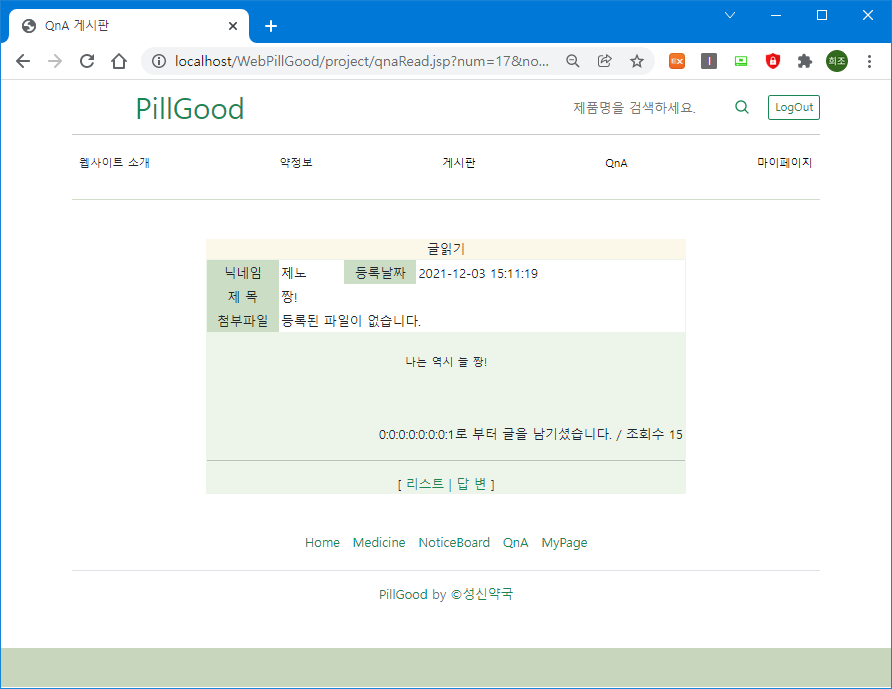 QnA 게시판
localhost/WebPillGood/project/qnaRead.jsp?num=17&no...
희조
PillGood
제품명을 검색하세요.
LogOut
웹사이트 소개 약정보 게시판 QnA 마이페이지
글읽기
닉네임 제노 등록날짜 2021-12-03 15:11:19
제 목 짱!
첨부파일 등록된 파일이 없습니다.
나는 역시 늘 짱!
0:0:0:0:0:0:0:1로 부터 글을 남기셨습니다. / 조회수 15
[ 리스트 | 답 변 ]
Home Medicine NoticeBoard QnA MyPage
PillGood by ©성신약국